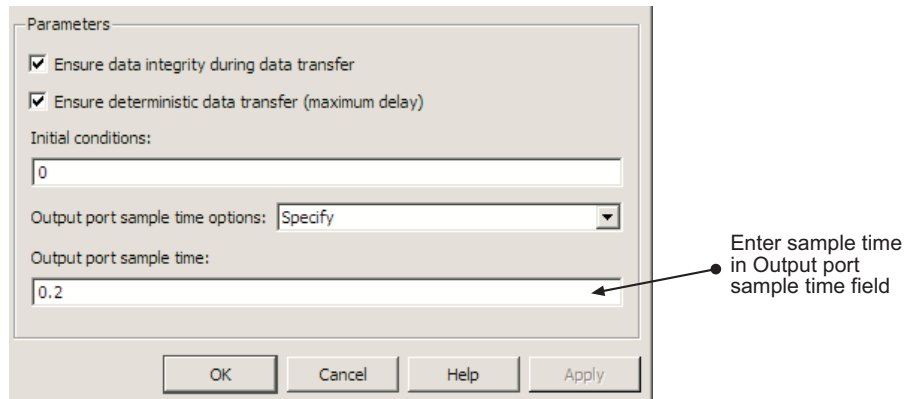 Parameters
Ensure data integrity during data transfer
Ensure deterministic data transfer (maximum delay)
Initial conditions:
0
Output port sample time options: Specify
Output port sample time:
0.2
Enter sample time
in Output port
sample time field
OK Cancel Help Apply